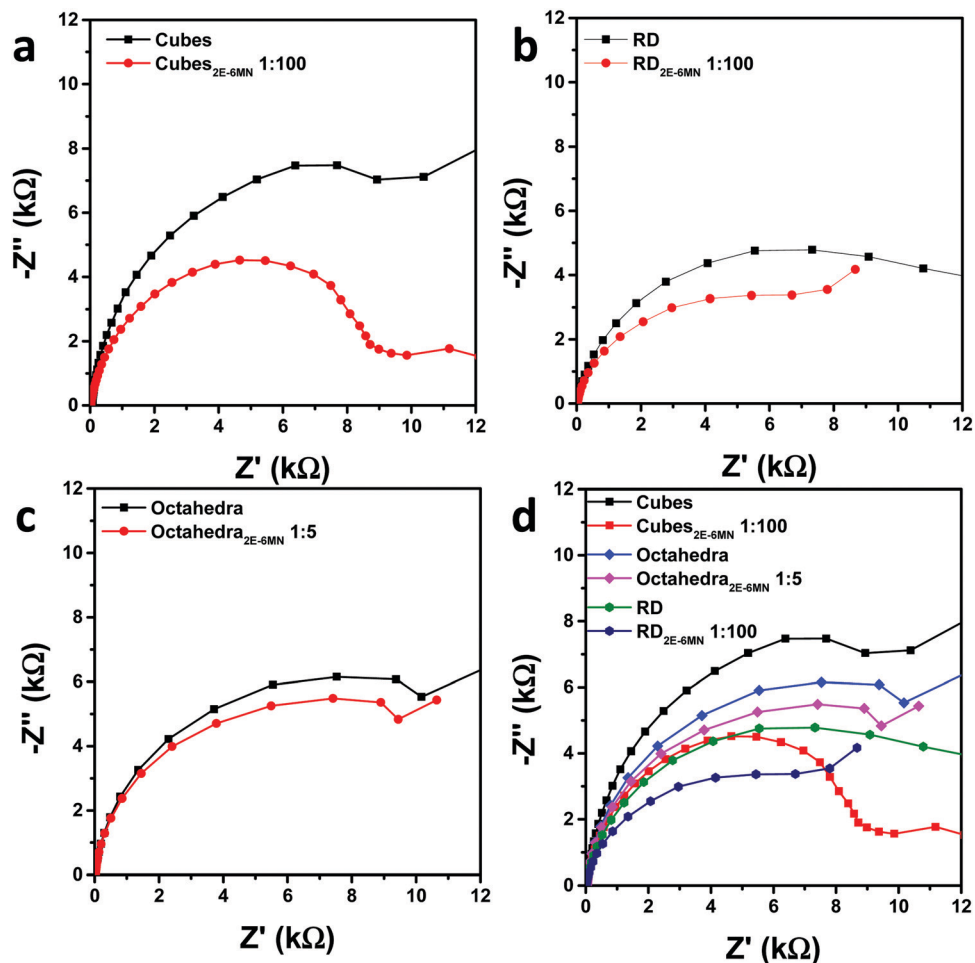 a
Cubes
Cubes2E-6MN 1:100
12
10
8
6
4
2
0
-Z" (kΩ)
0 2 4 6 8 10 12
Z' (kΩ)
b
RD
RD2E-6MN 1:100
12
10
8
6
4
2
0
-Z" (kΩ)
0 2 4 6 8 10 12
Z' (kΩ)
c
Octahedra
Octahedra2E-6MN 1:5
12
10
8
6
4
2
0
-Z" (kΩ)
0 2 4 6 8 10 12
Z' (kΩ)
d
Cubes
Cubes2E-6MN 1:100
Octahedra
Octahedra2E-6MN 1:5
RD
RD2E-6MN 1:100
12
10
8
6
4
2
0
-Z" (kΩ)
0 2 4 6 8 10 12
Z' (kΩ)